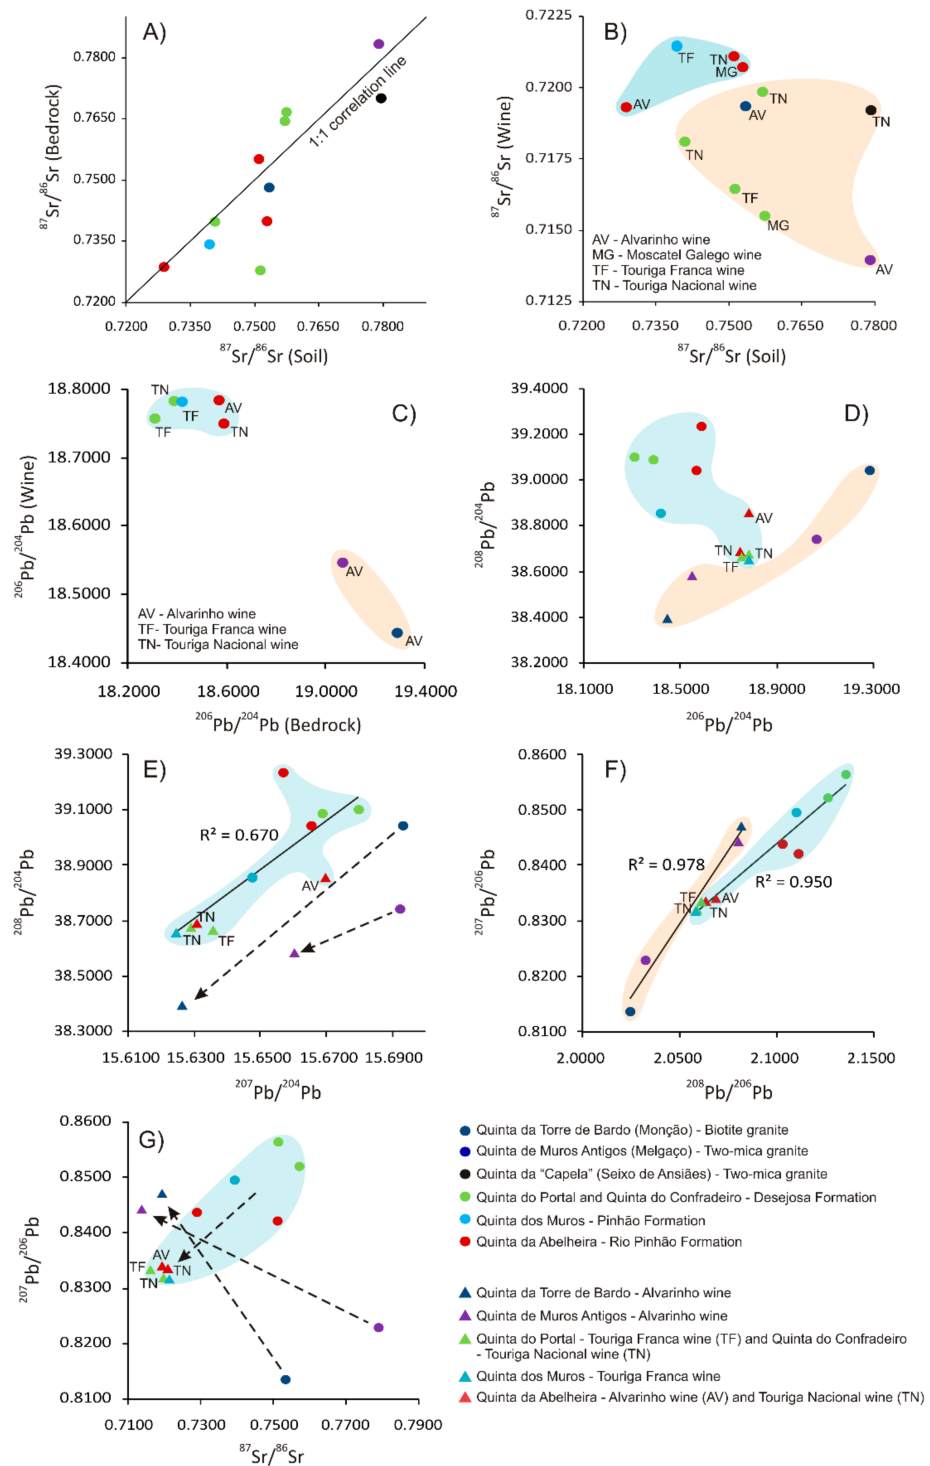 A)
⁸⁷Sr/⁸⁶Sr (Bedrock)
0.7800
0.7650
0.7500
0.7350
0.7200
1:1 correlation line
0.7200 0.7350 0.7500 0.7650 0.7800
⁸⁷Sr/⁸⁶Sr (Soil)
B)
⁸⁷Sr/⁸⁶Sr (Wine)
0.7225
0.7200
0.7175
0.7150
0.7125
TF
TN
MG
AV
TN
AV
TN
TN
TF
MG
AV
AV - Alvarinho wine
MG - Moscatel Galego wine
TF - Touriga Franca wine
TN - Touriga Nacional wine
0.7200 0.7350 0.7500 0.7650 0.7800
⁸⁷Sr/⁸⁶Sr (Soil)
C)
²⁰⁶Pb/²⁰⁴Pb (Wine)
18.8000
18.7000
18.6000
18.5000
18.4000
TN
TF
TF
AV
TN
AV
AV
AV - Alvarinho wine
TF- Touriga Franca wine
TN- Touriga Nacional wine
18.2000 18.6000 19.0000 19.4000
²⁰⁶Pb/²⁰⁴Pb (Bedrock)
D)
²⁰⁸Pb/²⁰⁴Pb
39.4000
39.2000
39.0000
38.8000
38.6000
38.4000
38.2000
AV
TN
TN
TF
18.1000 18.5000 18.9000 19.3000
²⁰⁶Pb/²⁰⁴Pb
E)
²⁰⁸Pb/²⁰⁴Pb
39.3000
39.1000
38.9000
38.7000
38.5000
38.3000
R² = 0.670
AV
TN
TN
TF
15.6100 15.6300 15.6500 15.6700 15.6900
²⁰⁷Pb/²⁰⁴Pb
F)
²⁰⁷Pb/²⁰⁶Pb
0.8600
0.8500
0.8400
0.8300
0.8200
0.8100
R² = 0.978
R² = 0.950
TF
TN
AV
TN
2.0000 2.0500 2.1000 2.1500
²⁰⁸Pb/²⁰⁶Pb
G)
²⁰⁷Pb/²⁰⁶Pb
0.8600
0.8500
0.8400
0.8300
0.8200
0.8100
AV
TF
TN
TN
0.7100 0.7300 0.7500 0.7700 0.7900
⁸⁷Sr/⁸⁶Sr
Quinta da Torre de Bardo (Monção) - Biotite granite
Quinta de Muros Antigos (Melgaço) - Two-mica granite
Quinta da “Capela” (Seixo de Ansiães) - Two-mica granite
Quinta do Portal and Quinta do Confradeiro - Desejosa Formation
Quinta dos Muros - Pinhão Formation
Quinta da Abelheira - Rio Pinhão Formation
Quinta da Torre de Bardo - Alvarinho wine
Quinta de Muros Antigos - Alvarinho wine
Quinta do Portal - Touriga Franca wine (TF) and Quinta do Confradeiro
- Touriga Nacional wine (TN)
Quinta dos Muros - Touriga Franca wine
Quinta da Abelheira - Alvarinho wine (AV) and Touriga Nacional wine (TN)